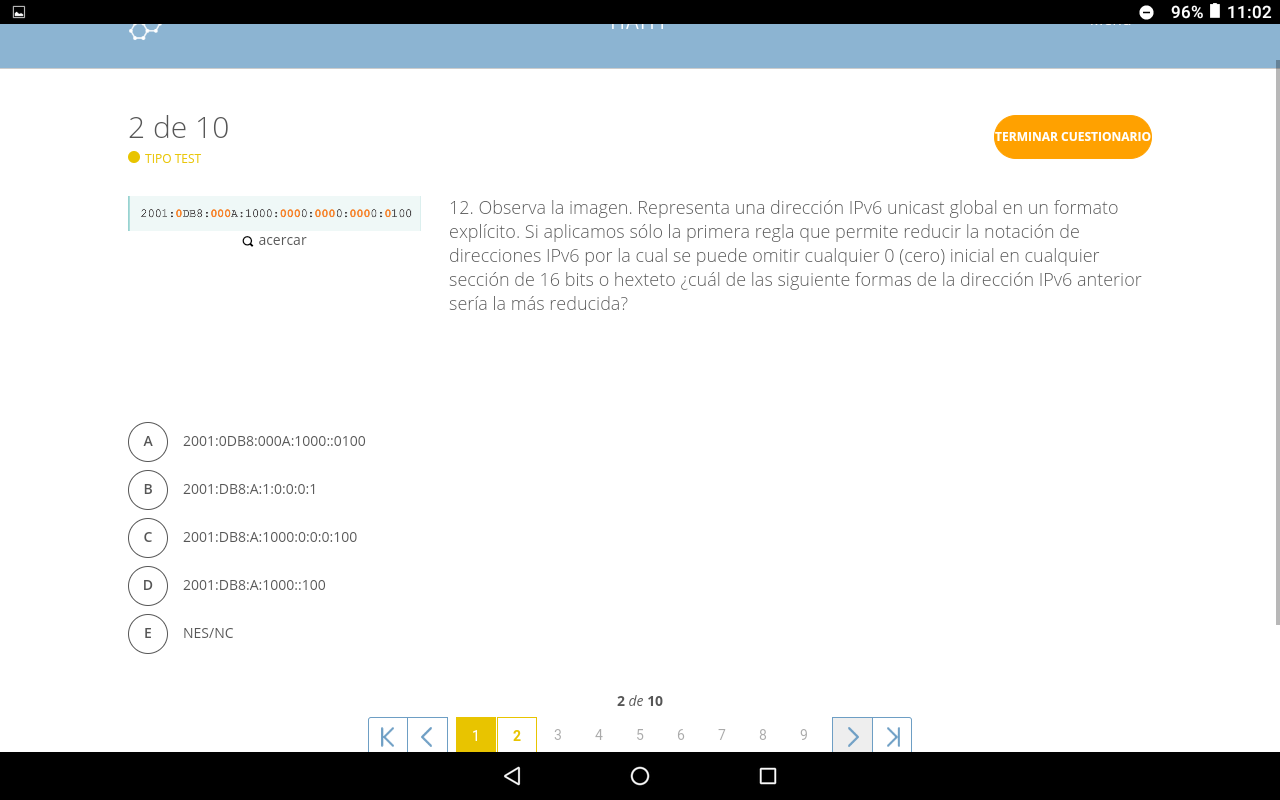 96% 11:02
2 de 10
TERMINAR CUESTIONARIO
TIPO TEST
2001:0DB8:000A:1000:0000:0000:0000:0100
acercar
12. Observa la imagen. Representa una dirección IPv6 unicast global en un formato
explícito. Si aplicamos sólo la primera regla que permite reducir la notación de
direcciones IPv6 por la cual se puede omitir cualquier 0 (cero) inicial en cualquier
sección de 16 bits o hexteto ¿cuál de las siguiente formas de la dirección IPv6 anterior
sería la más reducida?
A 2001:0DB8:000A:1000::0100
B 2001:DB8:A:1:0:0:0:1
C 2001:DB8:A:1000:0:0:0:100
D 2001:DB8:A:1000::100
E NES/NC
2 de 10
1 2 3 4 5 6 7 8 9